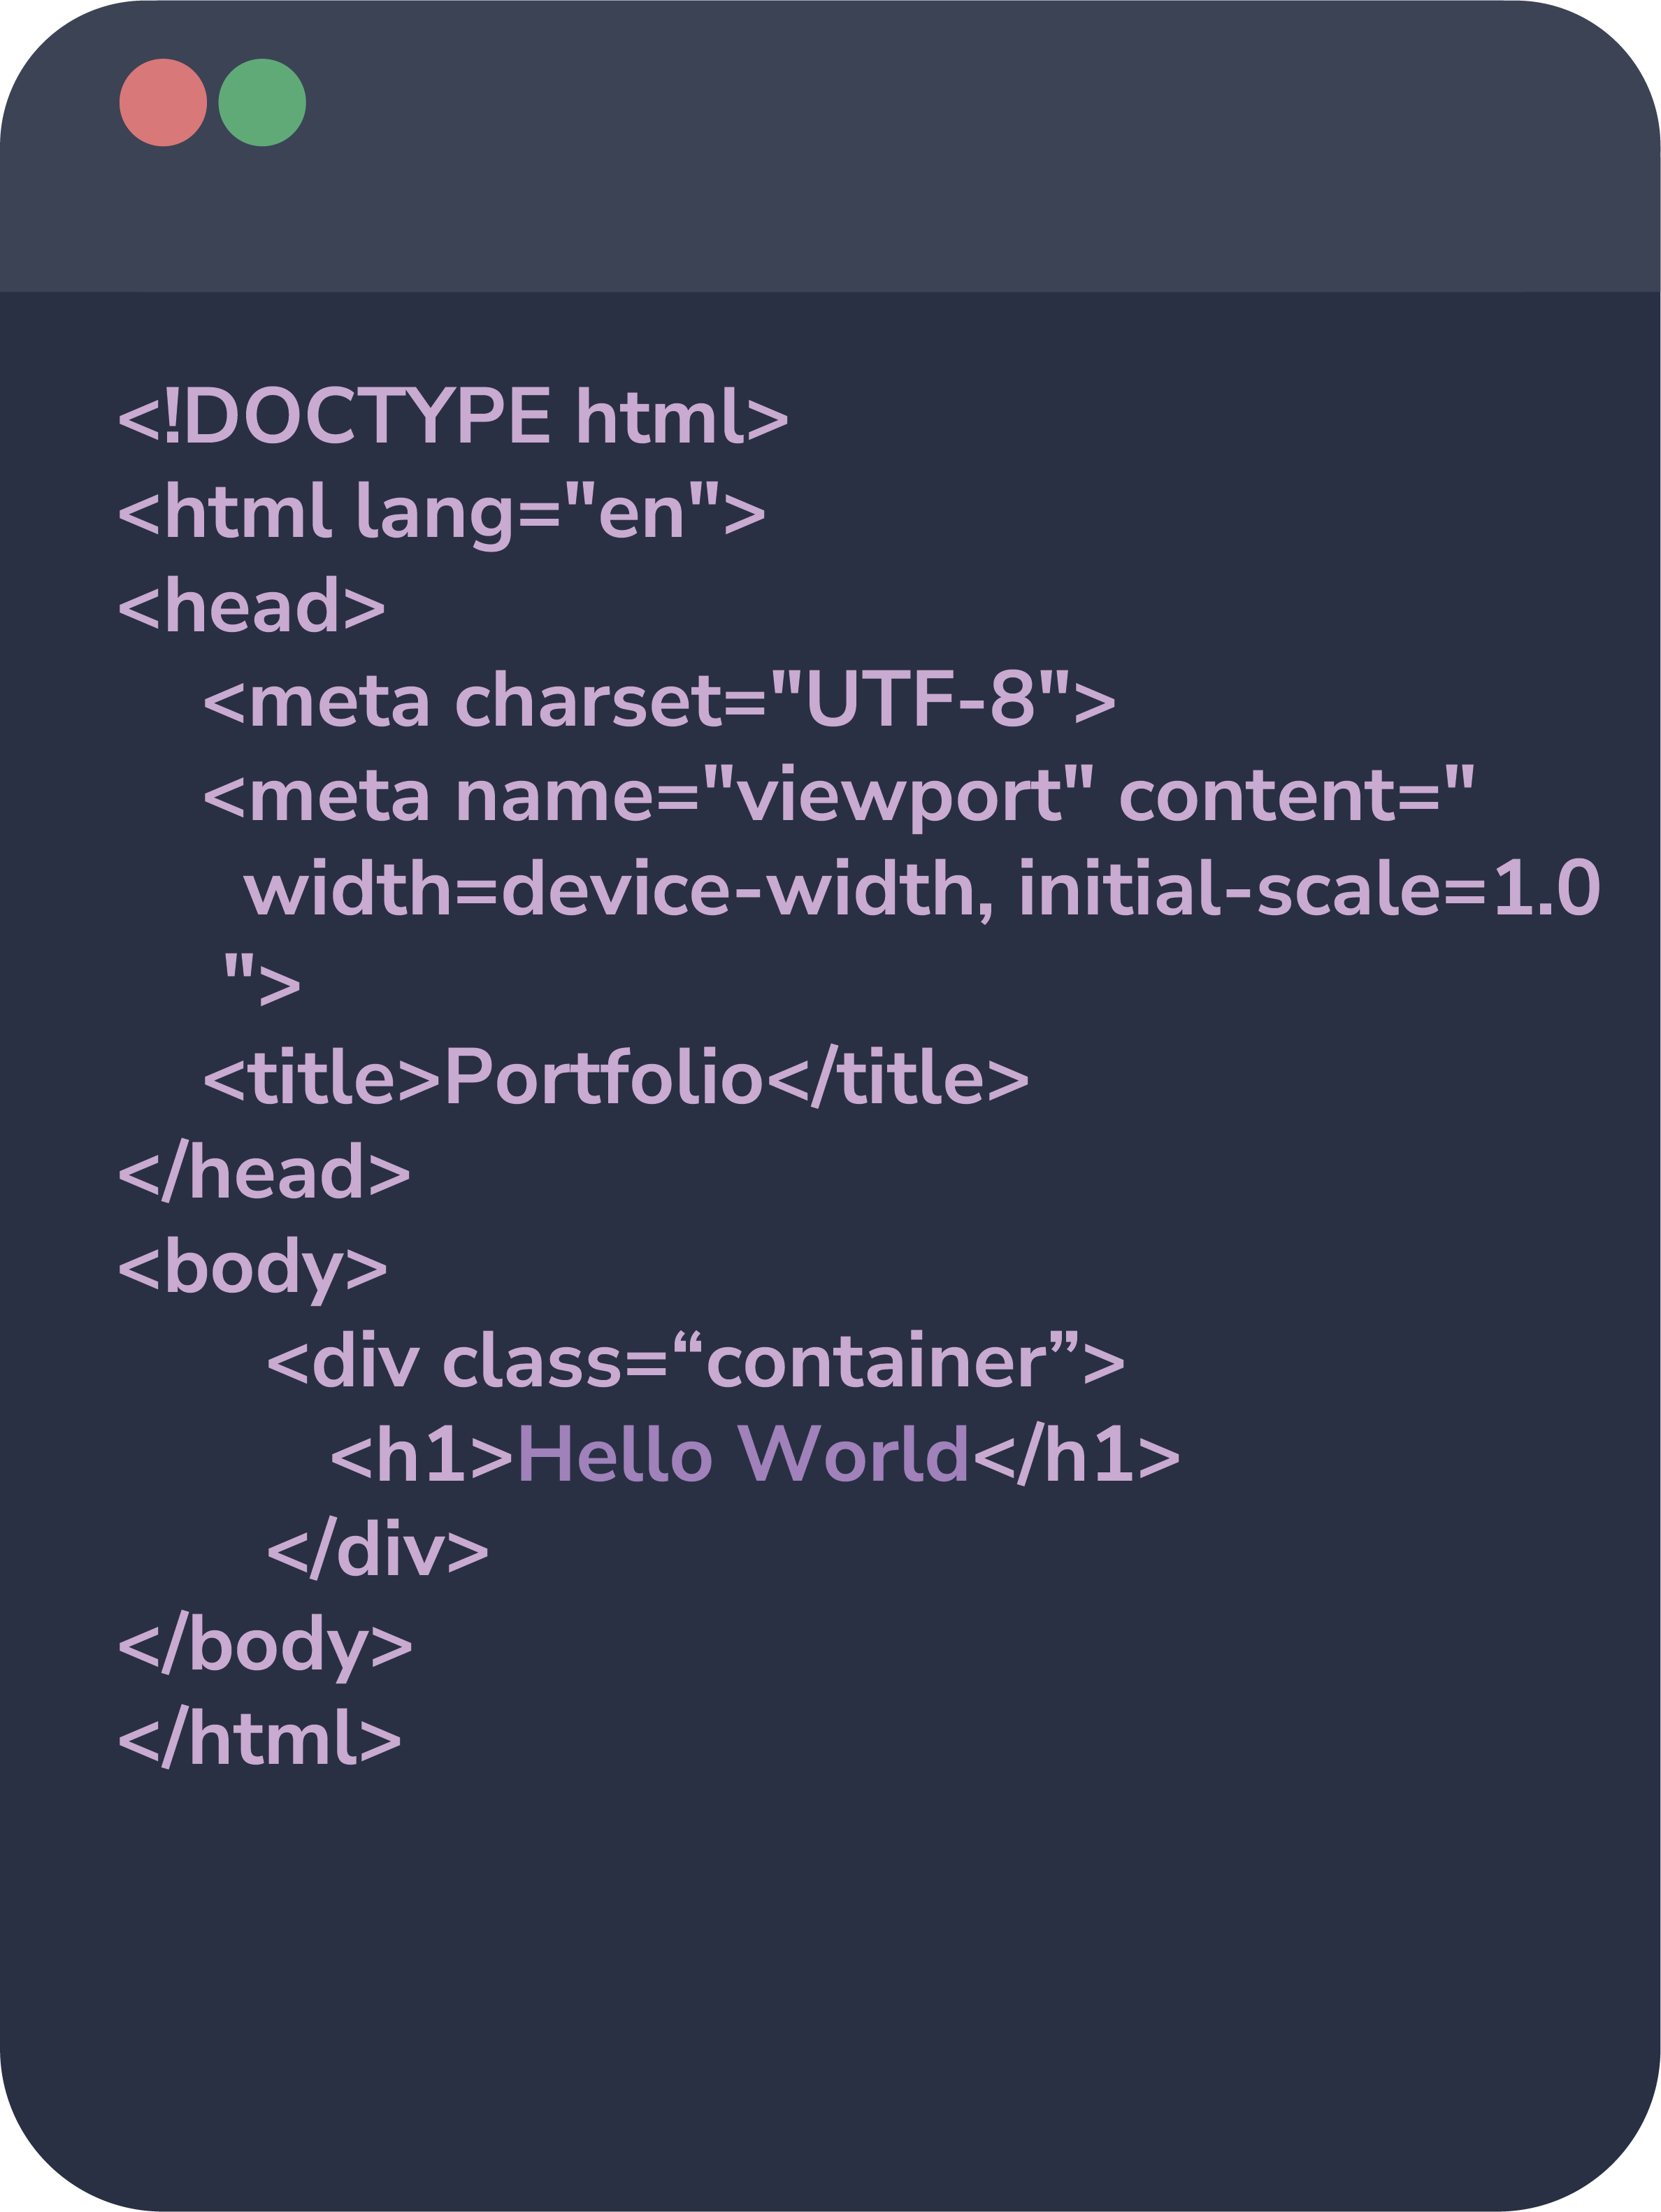 <!DOCTYPE html>
<html lang="en">
<head>
<meta charset="UTF-8">
<meta name="viewport" content="
width=device-width, initial-scale=1.0
">
<title>Portfolio</title>
</head>
<body>
<div class=“container”>
<h1>Hello World</h1>
</div>
</body>
</html>